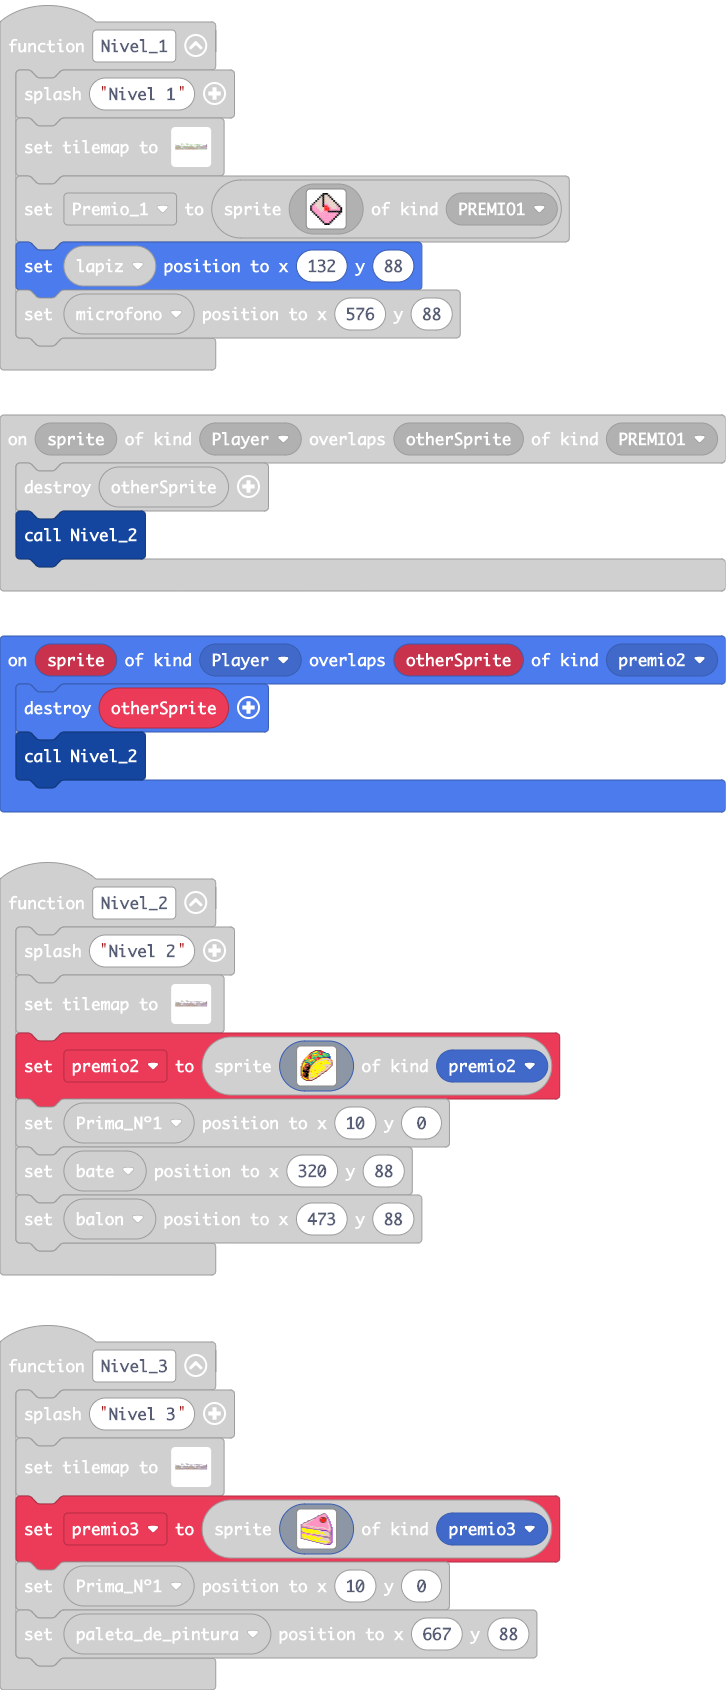 function Nivel_1
splash "Nivel 1"
set tilemap to
set Premio_1 to sprite of kind PREMIO1
set lapiz position to x 132 y 88
set microfono position to x 576 y 88
on sprite of kind Player overlaps otherSprite of kind PREMIO1
destroy otherSprite
call Nivel_2
on sprite of kind Player overlaps otherSprite of kind premio2
destroy otherSprite
call Nivel_2
function Nivel_2
splash "Nivel 2"
set tilemap to
set premio2 to sprite of kind premio2
set Prima_Nº1 position to x 10 y 0
set bate position to x 320 y 88
set balon position to x 473 y 88
function Nivel_3
splash "Nivel 3"
set tilemap to
set premio3 to sprite of kind premio3
set Prima_Nº1 position to x 10 y 0
set paleta_de_pintura position to x 667 y 88